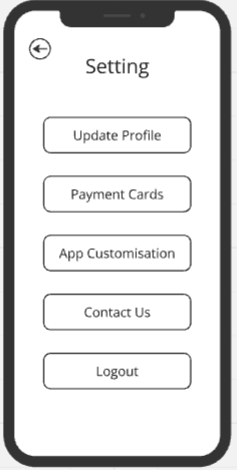 Setting
Update Profile
Payment Cards
App Customisation
Contact Us
Logout